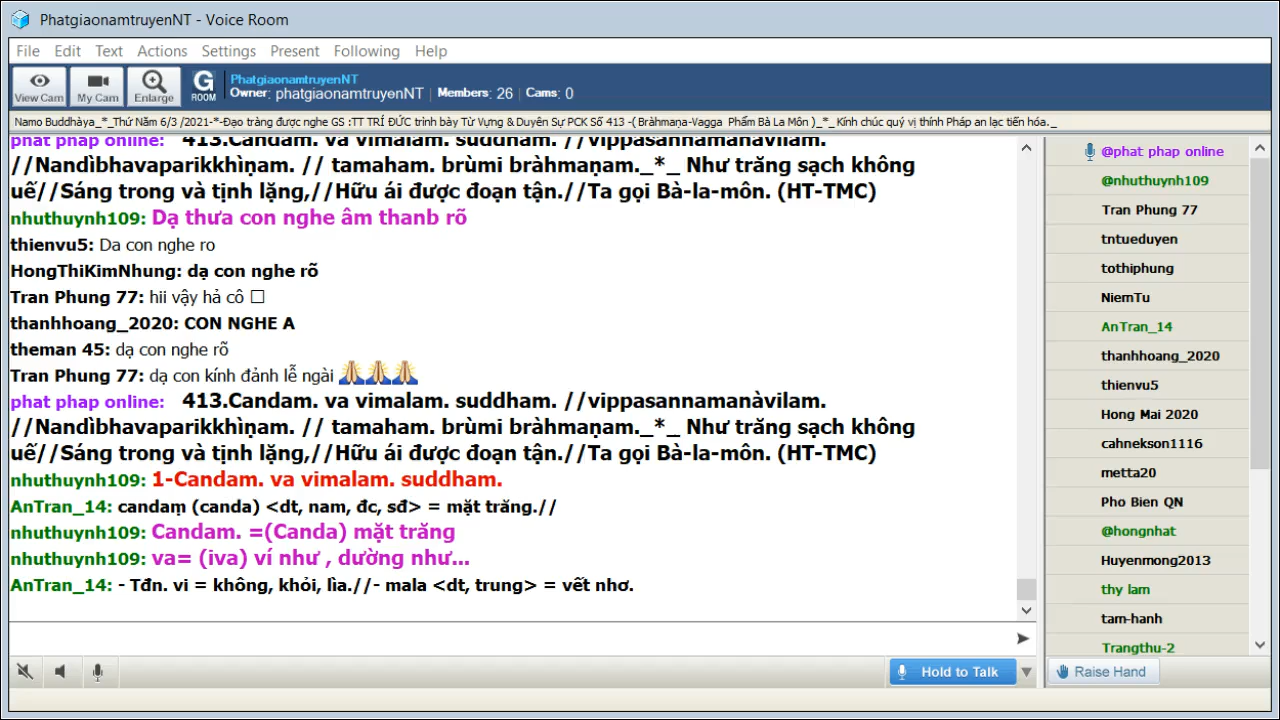 PhatgiaonamtruyenNT - Voice Room
File Edit Text Actions Settings Present Following Help
View Cam My Cam Enlarge G ROOM
PhatgiaonamtruyenNT
Owner: phatgiaonamtruyenNT | Members: 26 | Cams: 0
Namo Buddhàya_*_Thứ Năm 6/3 /2021-*-Đạo tràng được nghe GS :TT TRÍ ĐỨC trình bày Từ Vựng & Duyên Sự PCK Số 413 -( Bràhmaṇa-Vagga Phẩm Bà La Môn )_*_Kính chúc quý vị thính Pháp an lạc tiến hóa._
phat phap online: 413.Candam. va vimalam. suddham. //vippasannamanàvilam.
//Nandìbhavaparikkhìṇam. // tamaham. brùmi bràhmaṇam._*_ Như trăng sạch không
uế//Sáng trong và tịnh lặng,//Hữu ái được đoạn tận.//Ta gọi Bà-la-môn. (HT-TMC)
nhuthuynh109: Dạ thưa con nghe âm thanb rõ
thienvu5: Da con nghe ro
HongThiKimNhung: dạ con nghe rõ
Tran Phung 77: hii vậy hả cô □
thanhhoang_2020: CON NGHE A
theman 45: dạ con nghe rõ
Tran Phung 77: dạ con kính đảnh lễ ngài 🙏🙏🙏
phat phap online: 413.Candam. va vimalam. suddham. //vippasannamanàvilam.
//Nandìbhavaparikkhìṇam. // tamaham. brùmi bràhmaṇam._*_ Như trăng sạch không
uế//Sáng trong và tịnh lặng,//Hữu ái được đoạn tận.//Ta gọi Bà-la-môn. (HT-TMC)
nhuthuynh109: 1-Candam. va vimalam. suddham.
AnTran_14: candaṃ (canda) <dt, nam, đc, sđ> = mặt trăng.//
nhuthuynh109: Candam. =(Canda) mặt trăng
nhuthuynh109: va= (iva) ví như , dường như...
AnTran_14: - Tđn. vi = không, khỏi, lìa.//- mala <dt, trung> = vết nhơ.
@phat phap online
@nhuthuynh109
Tran Phung 77
tntueduyen
tothiphung
NiemTu
AnTran_14
thanhhoang_2020
thienvu5
Hong Mai 2020
cahnekson1116
metta20
Pho Bien QN
@hongnhat
Huyenmong2013
thy lam
tam-hanh
Trangthu-2
Hold to Talk
Raise Hand